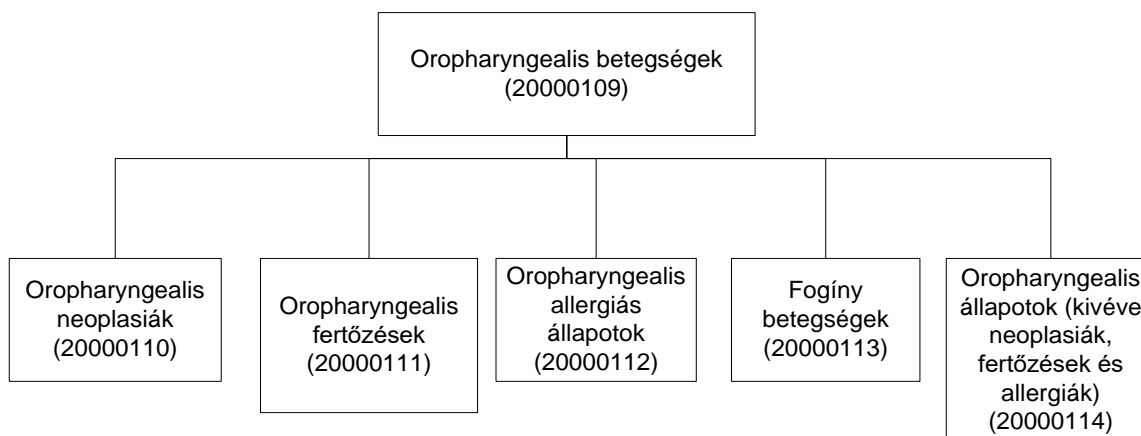 Oropharyngealis betegségek
(20000109)
Oropharyngealis
neoplasiák
(20000110)
Oropharyngealis
fertőzések
(20000111)
Oropharyngealis
allergiás
állapotok
(20000112)
Fogíny
betegségek
(20000113)
Oropharyngealis
állapotok (kivéve
neoplasiák,
fertőzések és
allergiák)
(20000114)